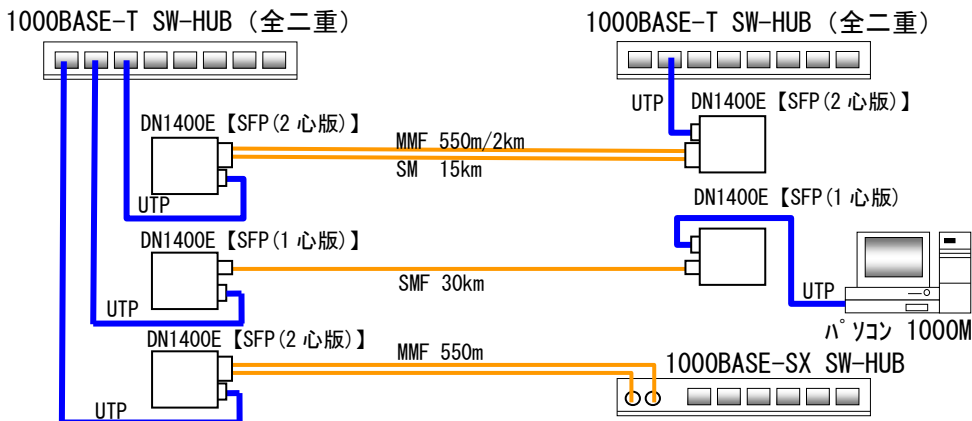 1000BASE-T SW-HUB (全二重)
1000BASE-T SW-HUB (全二重)
DN1400E【SFP(2心版)】
UTP
DN1400E【SFP(2心版)】
MMF 550m/2km
SM 15km
UTP
DN1400E【SFP(1心版)
DN1400E【SFP(1心版)】
SMF 30km
UTP
UTP
パソコン 1000M
DN1400E【SFP(2心版)】
MMF 550m
1000BASE-SX SW-HUB
UTP